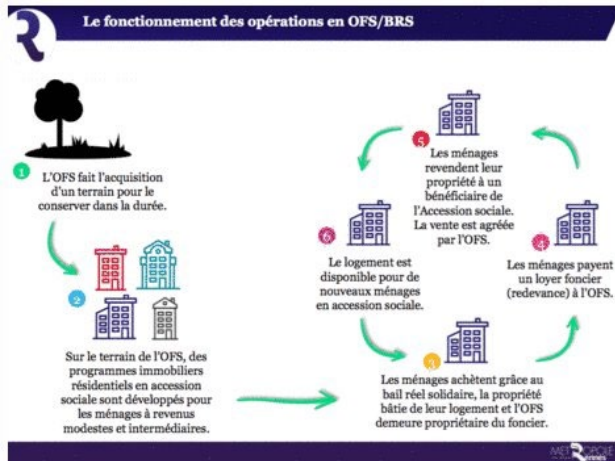 Le fonctionnement des opérations en OFS/BRS
1
L'OFS fait l'acquisition
d'un terrain pour le
conserver dans la durée.
2
Sur le terrain de l'OFS, des
programmes immobiliers
résidentiels en accession
sociale sont développés pour
les ménages à revenus
modestes et intermédiaires.
3
Les ménages achètent grâce au
bail réel solidaire, la propriété
bâtie de leur logement et l'OFS
demeure propriétaire du foncier.
4
Les ménages payent
un loyer foncier
(redevance) à l'OFS.
5
Les ménages
revendent leur
propriété à un
bénéficiaire de
l'Accession sociale.
La vente est agréée
par l'OFS.
6
Le logement est
disponible pour de
nouveaux ménages
en accession sociale.
METROPOLE
Rennes